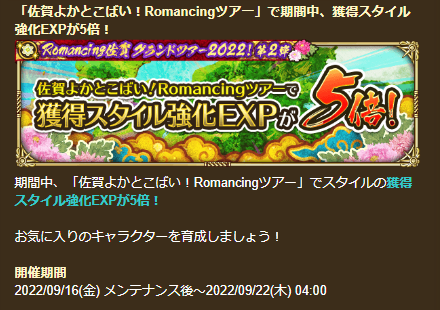 「佐賀よかとこばい！Romancingツアー」で期間中、獲得スタイル
強化EXPが5倍！
Romancing佐賀 グランドツアー2022！第2弾
佐賀よかとこばい！Romancingツアーで
獲得スタイル強化EXPが5倍！
期間中、「佐賀よかとこばい！Romancingツアー」でスタイルの獲得
スタイル強化EXPが5倍！
お気に入りのキャラクターを育成しましょう！
開催期間
2022/09/16(金) メンテナンス後～2022/09/22(木) 04:00